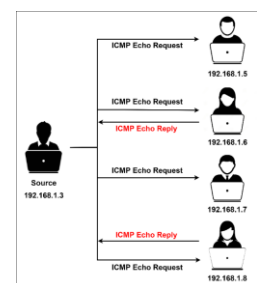 ICMP Echo Request
192.168.1.5
ICMP Echo Request
ICMP Echo Reply
192.168.1.6
Source
192.168.1.3
ICMP Echo Request
192.168.1.7
ICMP Echo Reply
ICMP Echo Request
192.168.1.8